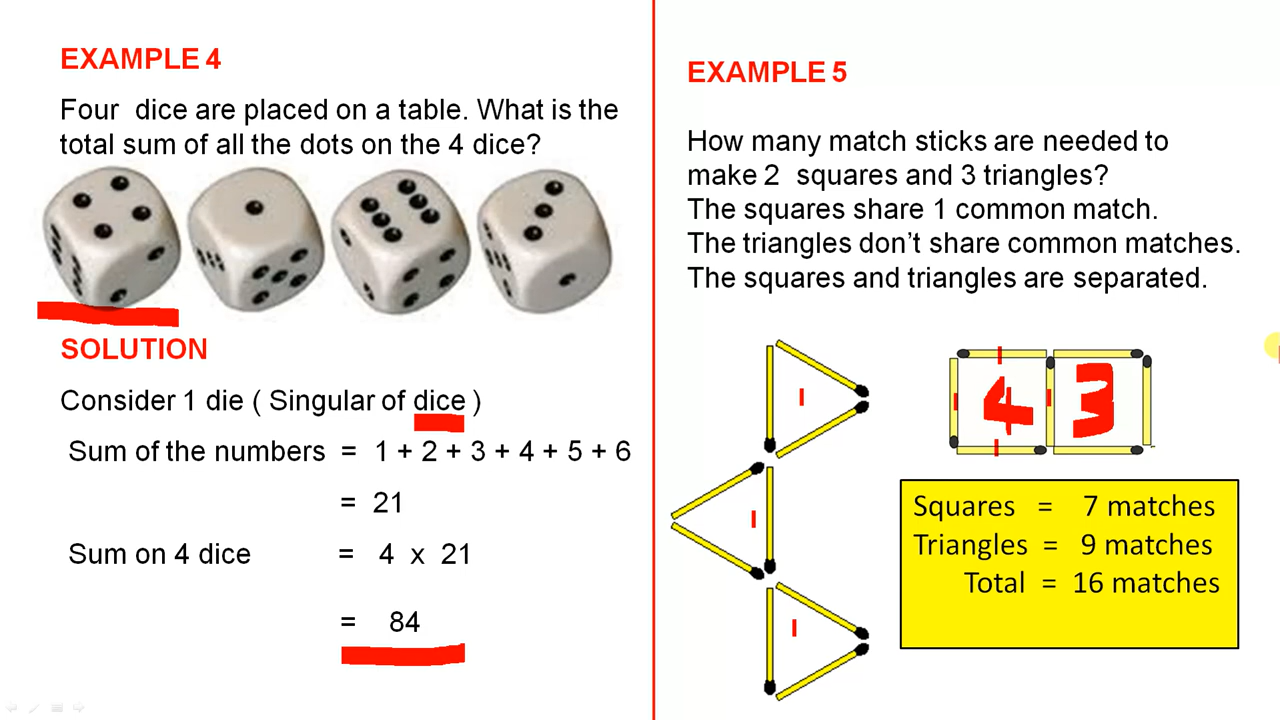 EXAMPLE 4
Four dice are placed on a table. What is the
total sum of all the dots on the 4 dice?
SOLUTION
Consider 1 die ( Singular of dice )
Sum of the numbers = 1 + 2 + 3 + 4 + 5 + 6
= 21
Sum on 4 dice = 4 x 21
= 84
EXAMPLE 5
How many match sticks are needed to
make 2 squares and 3 triangles?
The squares share 1 common match.
The triangles don't share common matches.
The squares and triangles are separated.
4 3
Squares = 7 matches
Triangles = 9 matches
Total = 16 matches